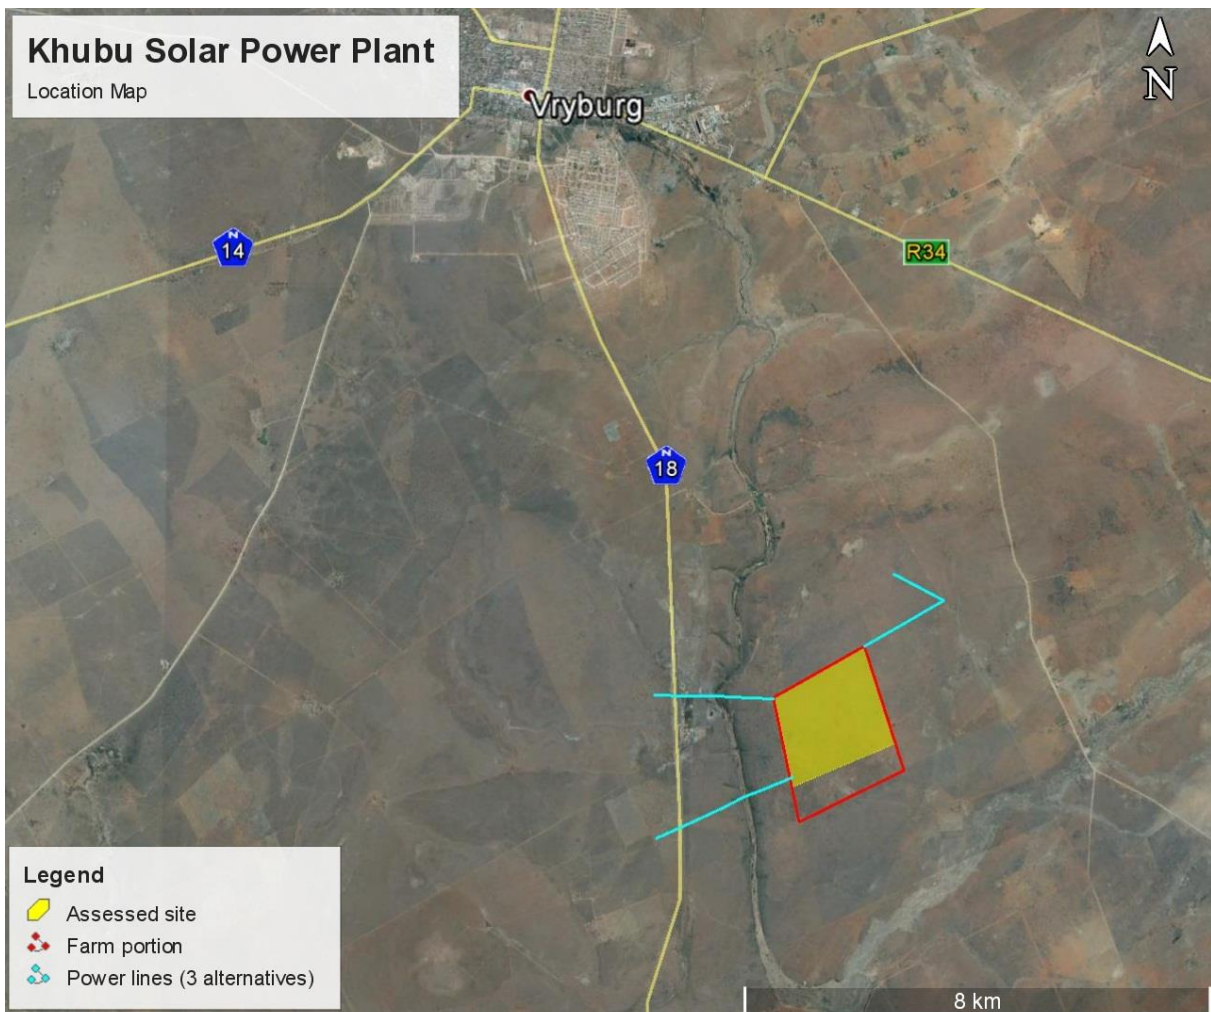 Khubu Solar Power Plant
Location Map
N
Vryburg
N
14
R34
N
18
Legend
Assessed site
Farm portion
Power lines (3 alternatives)
8 km